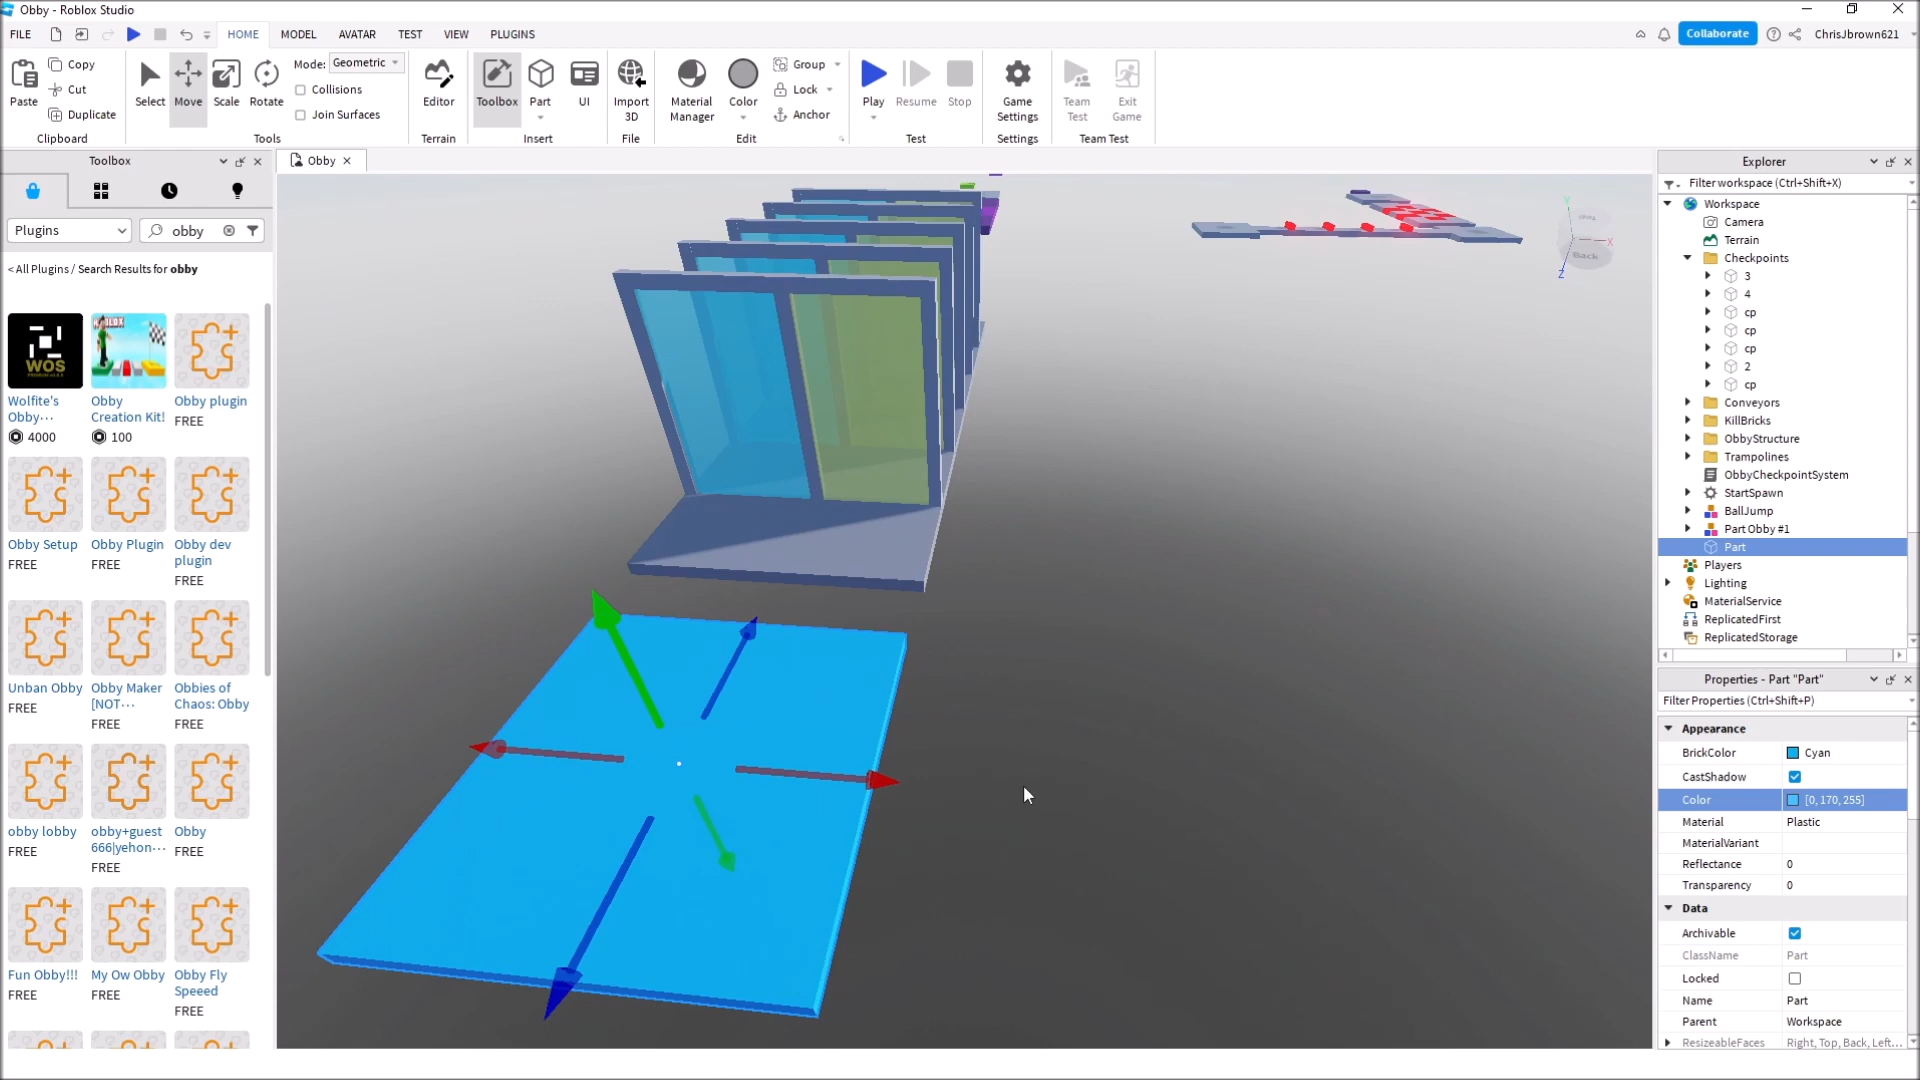 Obby - Roblox Studio
FILE
HOME
MODEL
AVATAR
TEST
VIEW
PLUGINS
Collaborate
ChrisJbrown621
Paste
Copy
Cut
Duplicate
Clipboard
Select
Move
Scale
Rotate
Mode: Geometric
Collisions
Join Surfaces
Tools
Editor
Terrain
Toolbox
Part
UI
Insert
Import 3D
File
Material Manager
Color
Group
Lock
Anchor
Edit
Play
Resume
Stop
Test
Game Settings
Settings
Team Test
Exit Game
Team Test
Toolbox
Plugins
obby
< All Plugins / Search Results for obby
WOS
Wolfite's Obby...
4000
Obby Creation Kit!
100
Obby plugin
FREE
Obby Setup
FREE
Obby Plugin
FREE
Obby dev plugin
FREE
Unban Obby
FREE
Obby Maker [NOT...
FREE
Obbies of Chaos: Obby
FREE
obby lobby
FREE
obby+guest 666|yehon...
FREE
Obby
FREE
Fun Obby!!!
FREE
My Ow Obby
FREE
Obby Fly Speeed
FREE
Obby
Back
X
Y
Z
Explorer
Filter workspace (Ctrl+Shift+X)
Workspace
Camera
Terrain
Checkpoints
3
4
cp
cp
cp
2
cp
Conveyors
KillBricks
ObbyStructure
Trampolines
ObbyCheckpointSystem
StartSpawn
BallJump
Part Obby #1
Part
Players
Lighting
MaterialService
ReplicatedFirst
ReplicatedStorage
Properties - Part "Part"
Filter Properties (Ctrl+Shift+P)
Appearance
BrickColor Cyan
CastShadow
Color [0, 170, 255]
Material Plastic
MaterialVariant
Reflectance 0
Transparency 0
Data
Archivable
ClassName Part
Locked
Name Part
Parent Workspace
ResizeableFaces Right, Top, Back, Left...